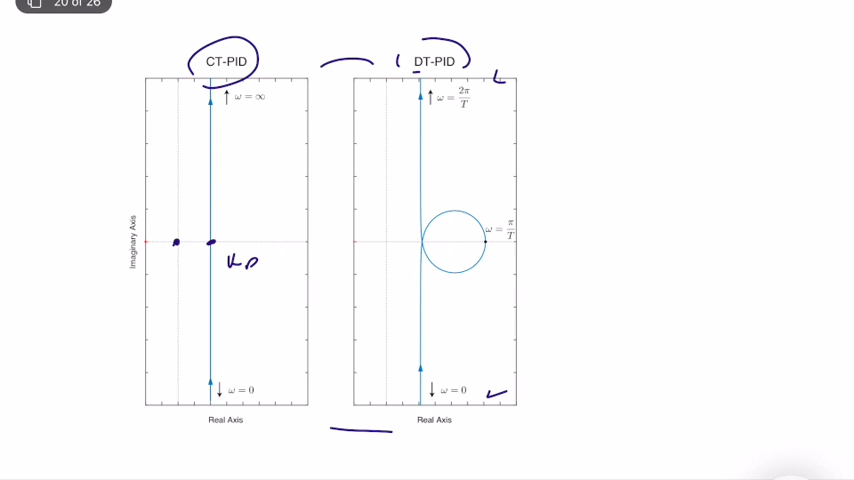 20 of 26
CT-PID
DT-PID
↑ ω = ∞
↑ ω = 2π/T
Imaginary Axis
ω = π/T
Kp
↓ ω = 0
↓ ω = 0
Real Axis
Real Axis